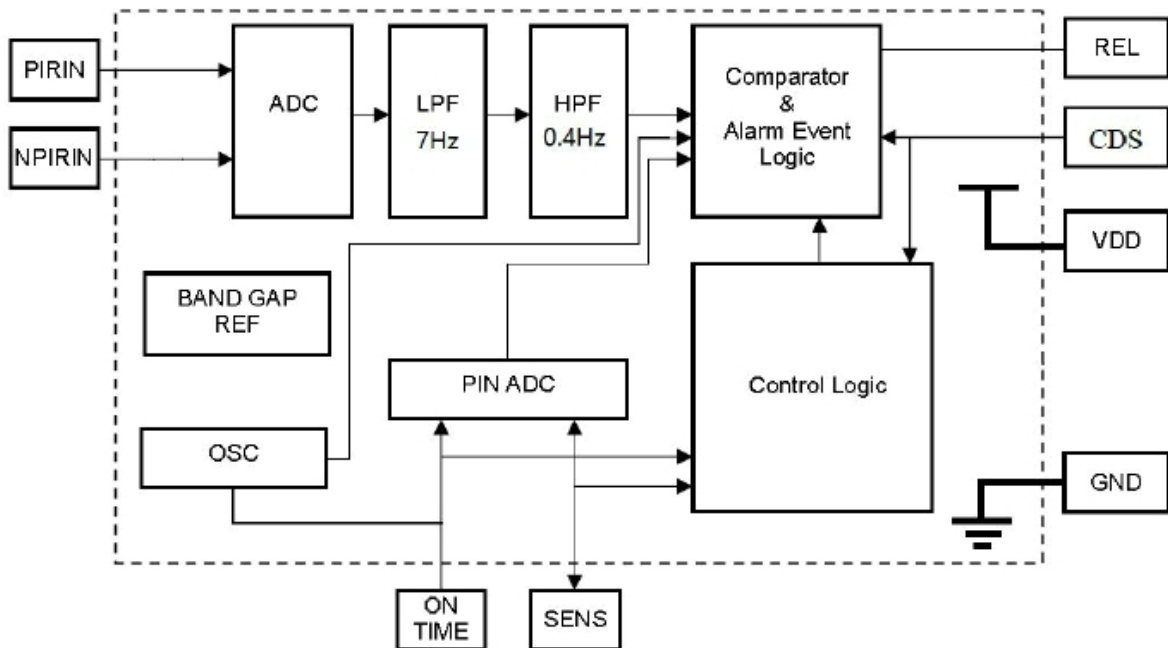 PIRIN
NPIRIN
ADC
LPF
7Hz
HPF
0.4Hz
Comparator
&
Alarm Event
Logic
REL
CDS
VDD
BAND GAP
REF
PIN ADC
Control Logic
OSC
GND
ON
TIME
SENS